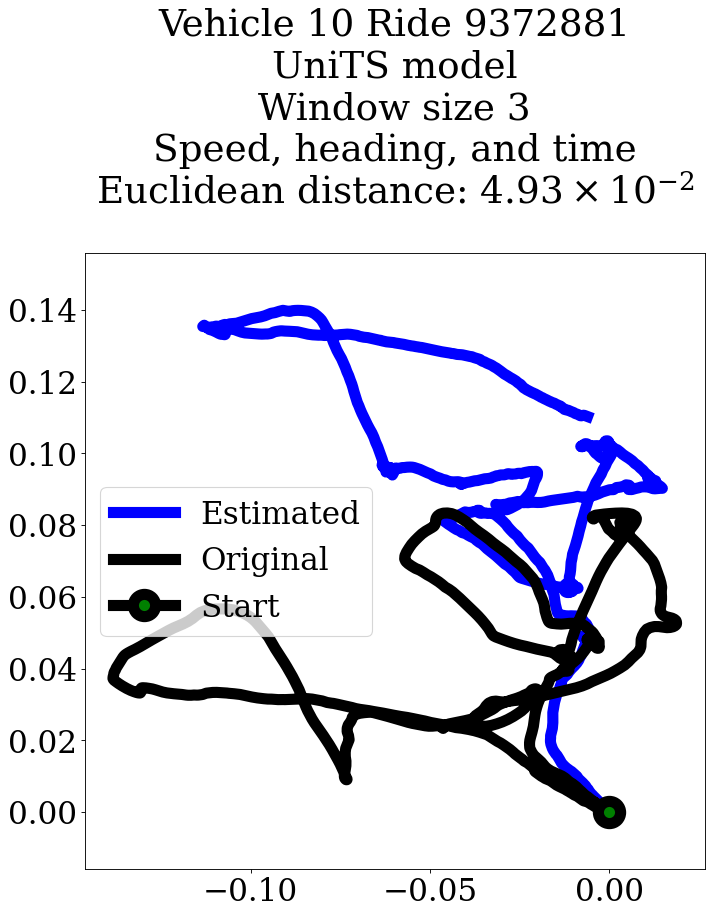 Vehicle 10 Ride 9372881
UniTS model
Window size 3
Speed, heading, and time
Euclidean distance: 4.93 × 10⁻²
0.14
0.12
0.10
0.08
0.06
0.04
0.02
0.00
Estimated
Original
Start
−0.10 −0.05 0.00